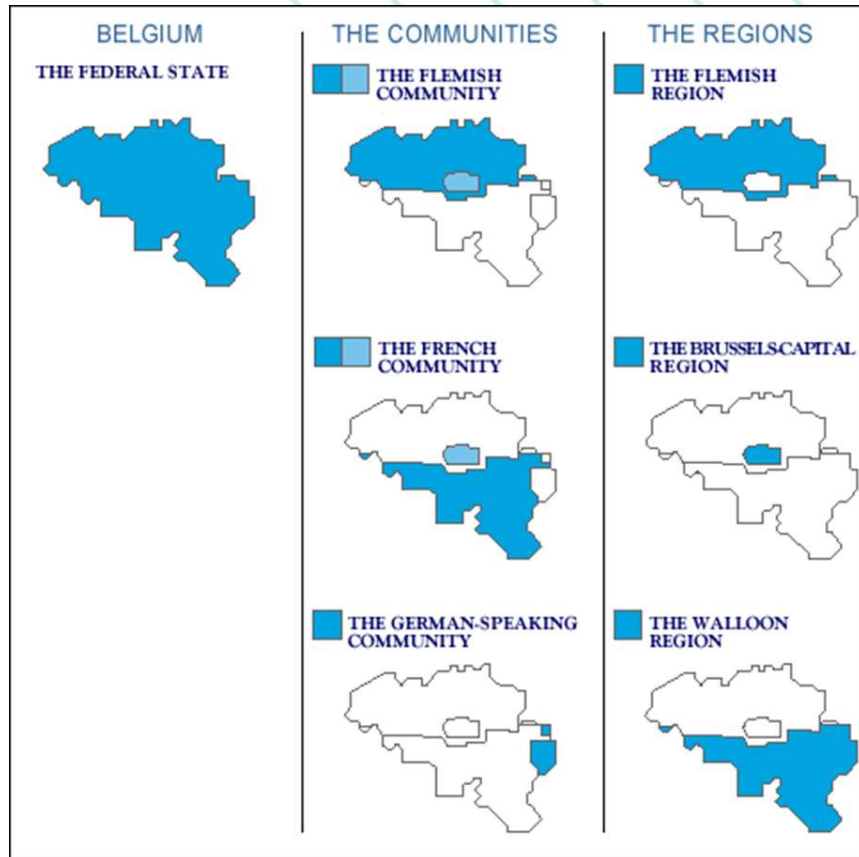 BELGIUM
THE FEDERAL STATE
THE COMMUNITIES
THE FLEMISH
COMMUNITY
THE FRENCH
COMMUNITY
THE GERMAN-SPEAKING
COMMUNITY
THE REGIONS
THE FLEMISH
REGION
THE BRUSSELS-CAPITAL
REGION
THE WALLOON
REGION